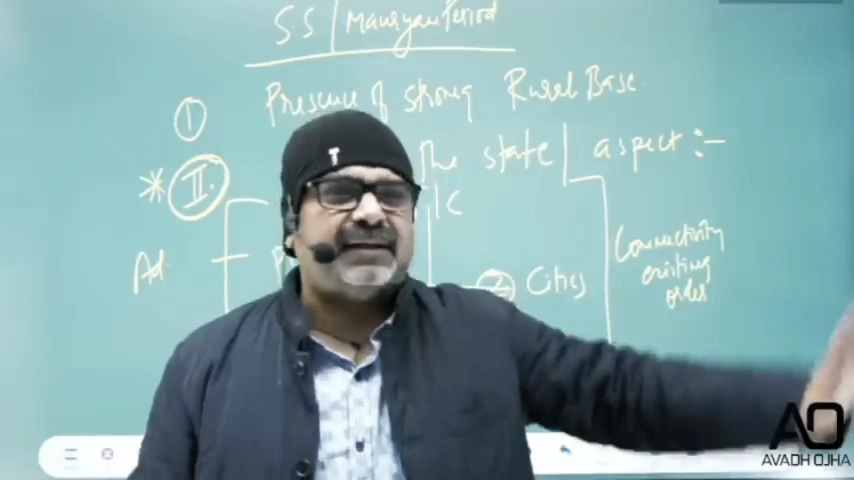 SS | Mauryan Period
① Presence of strong Rural Base.
* Ⅱ. The state | aspect :-
IC
Connectivity
existing
order
Ad
② Cities
AO
AVADH OJHA